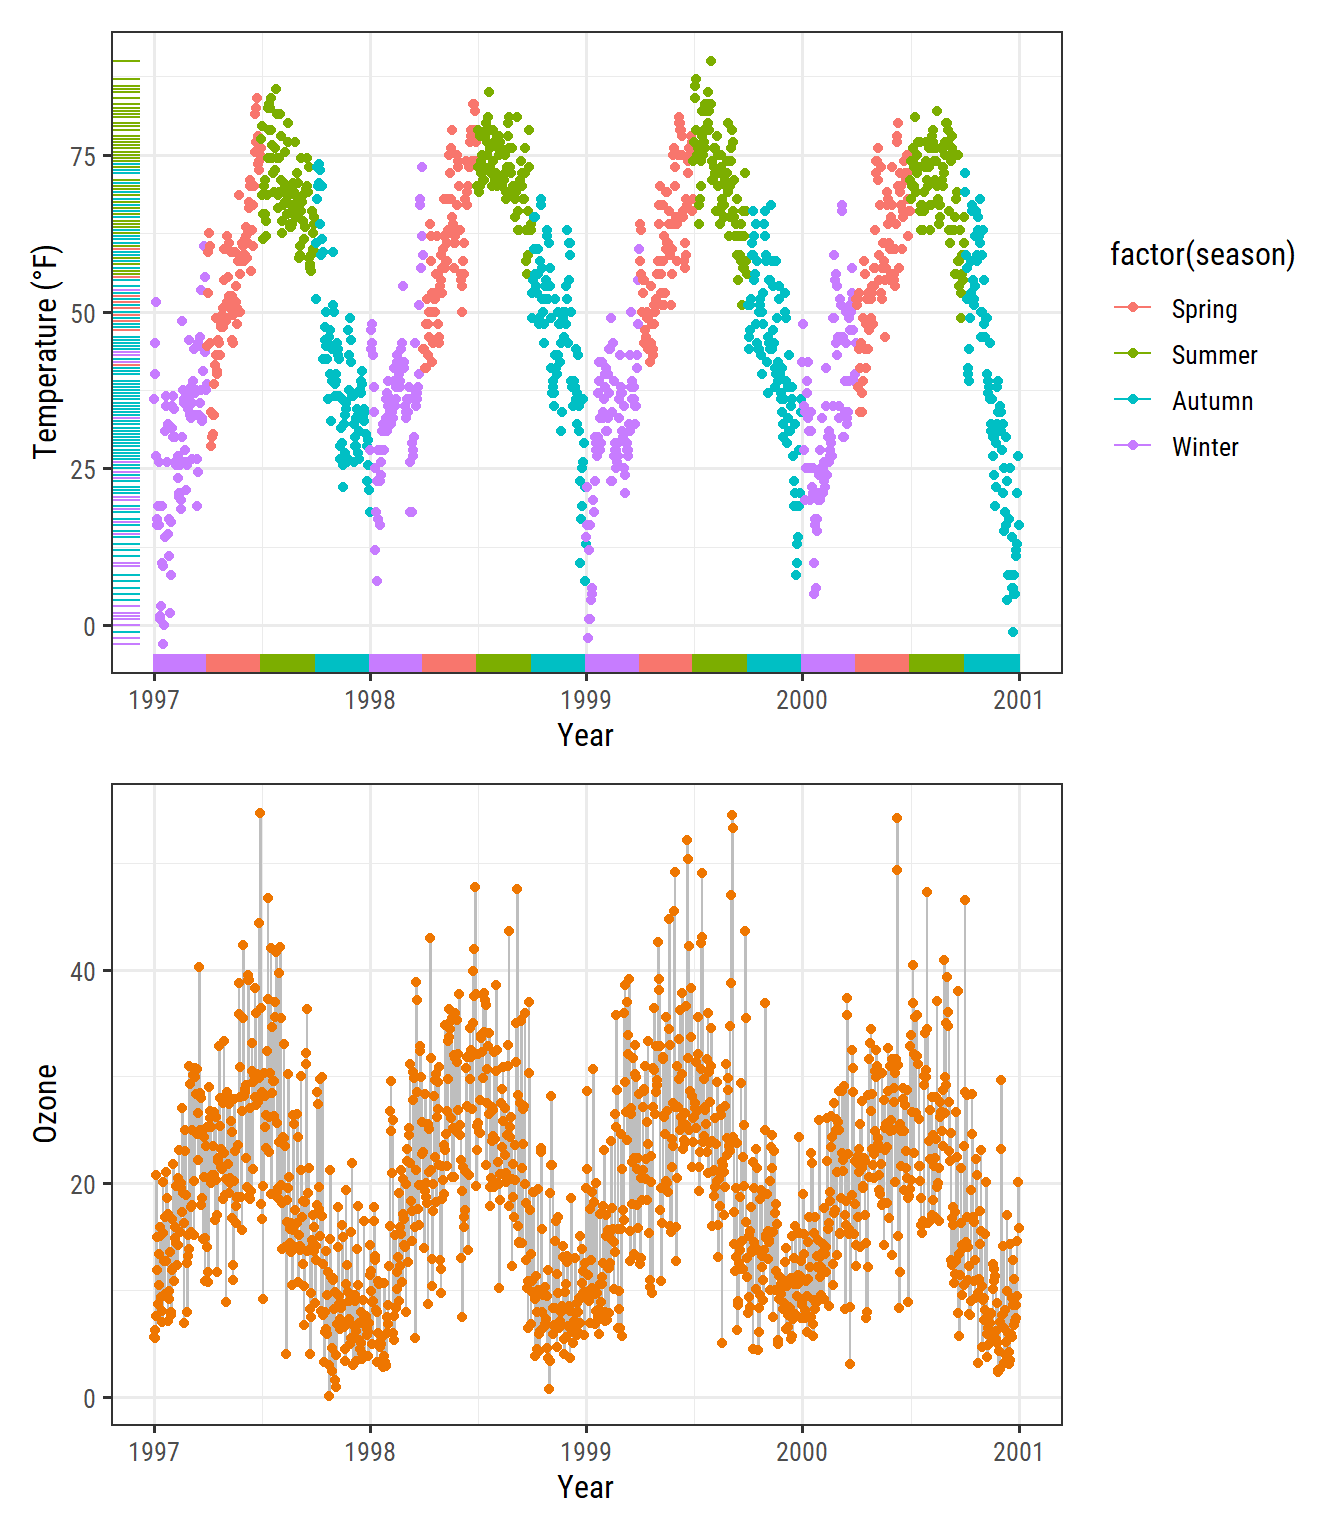 75
50
25
0
Temperature (°F)
1997 1998 1999 2000 2001
Year
factor(season)
Spring
Summer
Autumn
Winter
40
20
0
Ozone
1997 1998 1999 2000 2001
Year